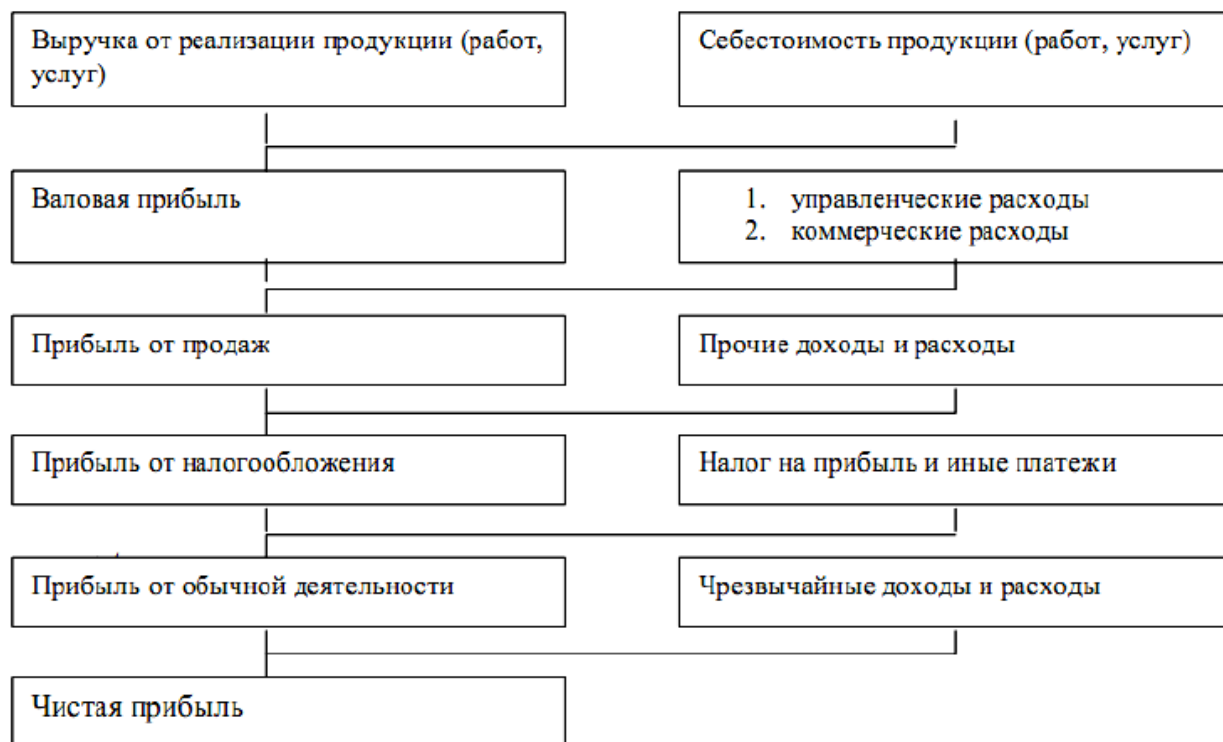 Выручка от реализации продукции (работ,
услуг)
Себестоимость продукции (работ, услуг)
Валовая прибыль
1. управленческие расходы
2. коммерческие расходы
Прибыль от продаж
Прочие доходы и расходы
Прибыль от налогообложения
Налог на прибыль и иные платежи
Прибыль от обычной деятельности
Чрезвычайные доходы и расходы
Чистая прибыль